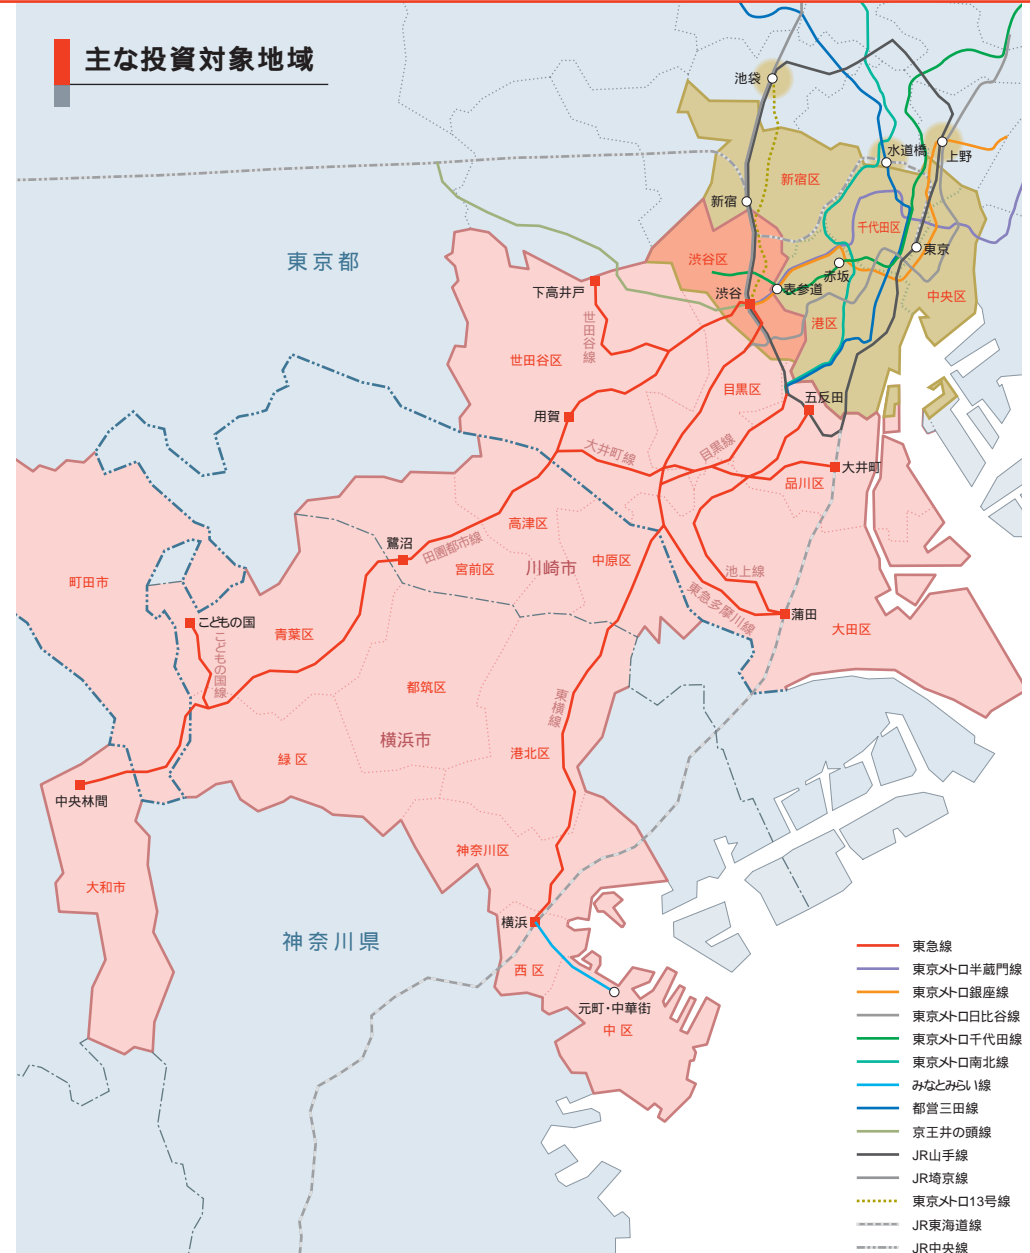 主な投資対象地域
池袋
水道橋
上野
新宿区
新宿
千代田区
東京都
渋谷区
東京
赤坂
下高井戸
渋谷
表参道
中央区
港区
世田谷線
世田谷区
目黒区
五反田
用賀
大井町線
目黒線
大井町
品川区
高津区
鷺沼
田園都市線
宮前区
川崎市
中原区
池上線
町田市
東急多摩川線
蒲田
こどもの国
青葉区
大田区
こどもの国線
都筑区
東横線
横浜市
緑区
港北区
中央林間
神奈川区
大和市
横浜
神奈川県
西区
元町・中華街
中区
東急線
東京メトロ半蔵門線
東京メトロ銀座線
東京メトロ日比谷線
東京メトロ千代田線
東京メトロ南北線
みなとみらい線
都営三田線
京王井の頭線
JR山手線
JR埼京線
東京メトロ13号線
JR東海道線
JR中央線